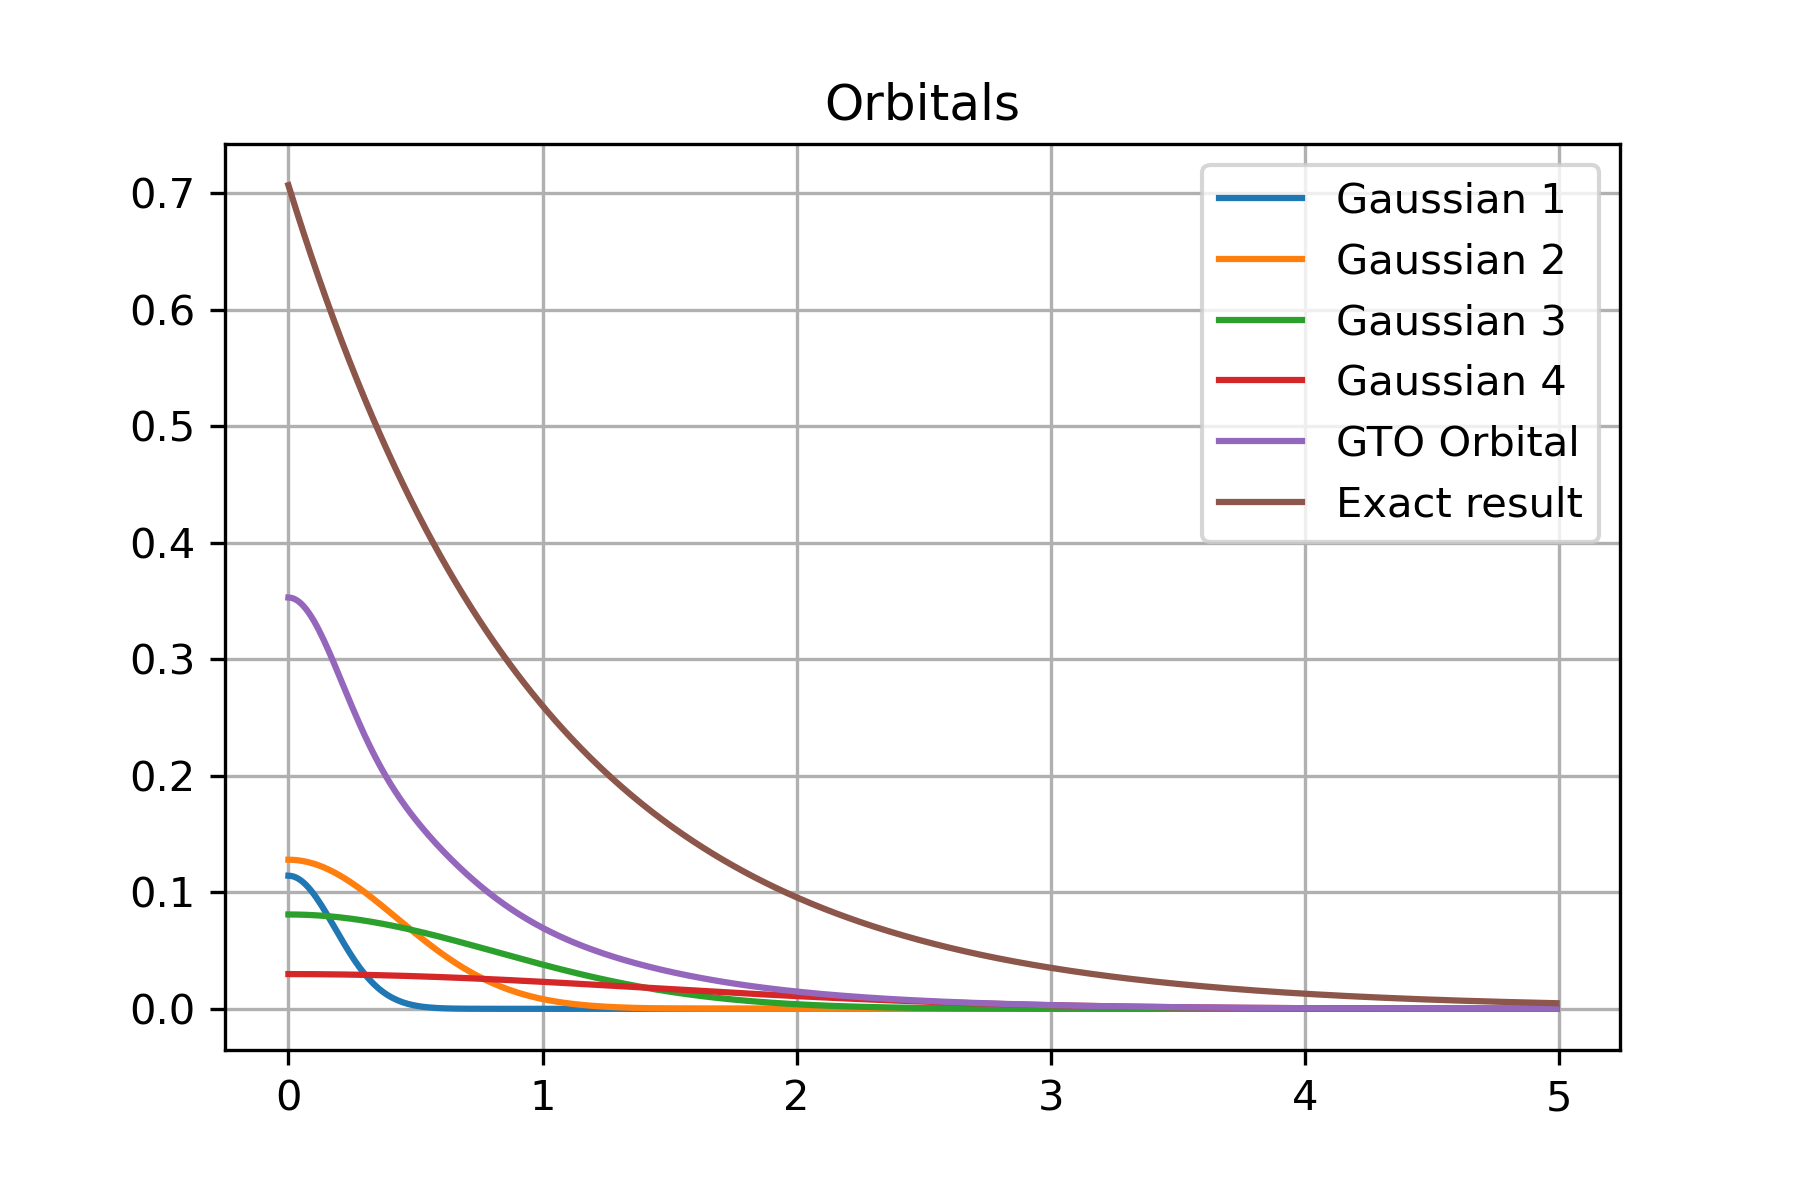 Orbitals
0.7
0.6
0.5
0.4
0.3
0.2
0.1
0.0
0 1 2 3 4 5
Gaussian 1
Gaussian 2
Gaussian 3
Gaussian 4
GTO Orbital
Exact result